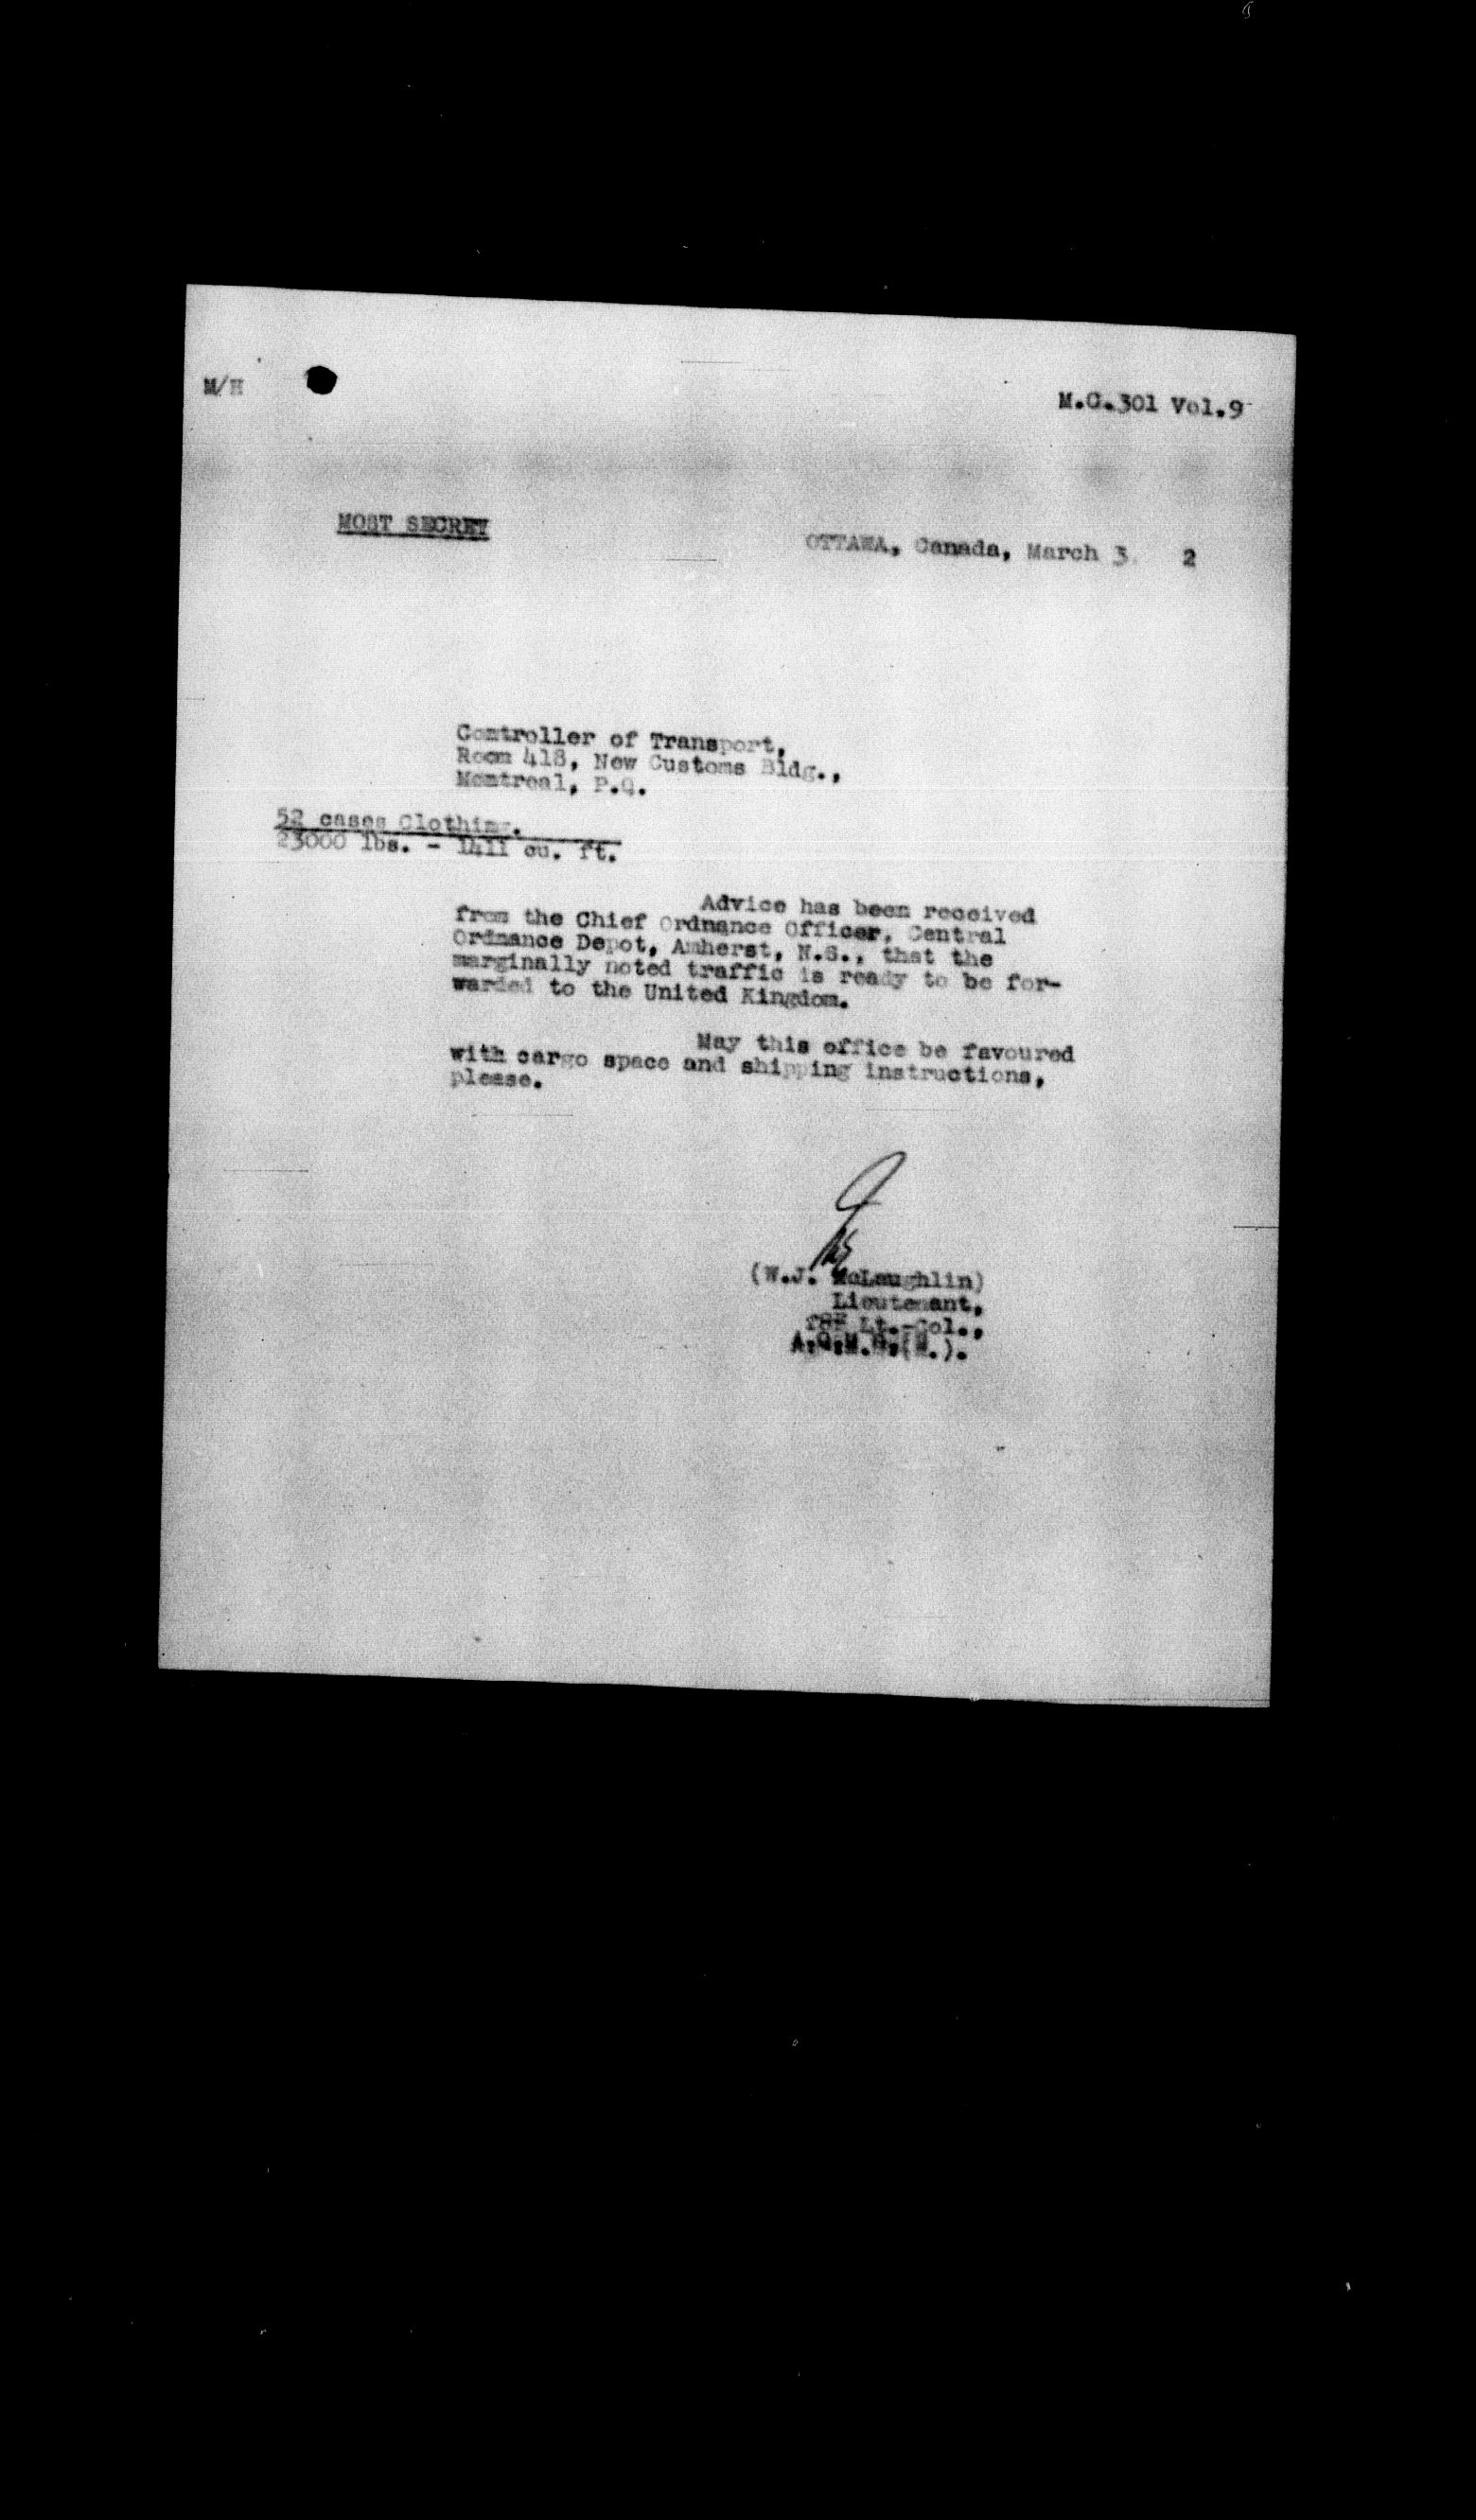 M/H
M.C.301 Vol.9
MOST SECRET
OTTAWA, Canada, March 3. 2
Controller of Transport,
Room 418, New Customs Bldg.,
Montreal, P.Q.
52 cases Clothing.
23000 lbs. - 1411 cu. ft.
Advice has been received
from the Chief Ordnance Officer, Central
Ordnance Depot, Amherst, N.S., that the
marginally noted traffic is ready to be for-
warded to the United Kingdom.
May this office be favoured
with cargo space and shipping instructions,
please.
(W.J. McLaughlin)
Lieutenant,
for Lt.-Col.,
A.Q.M.G.(M.).